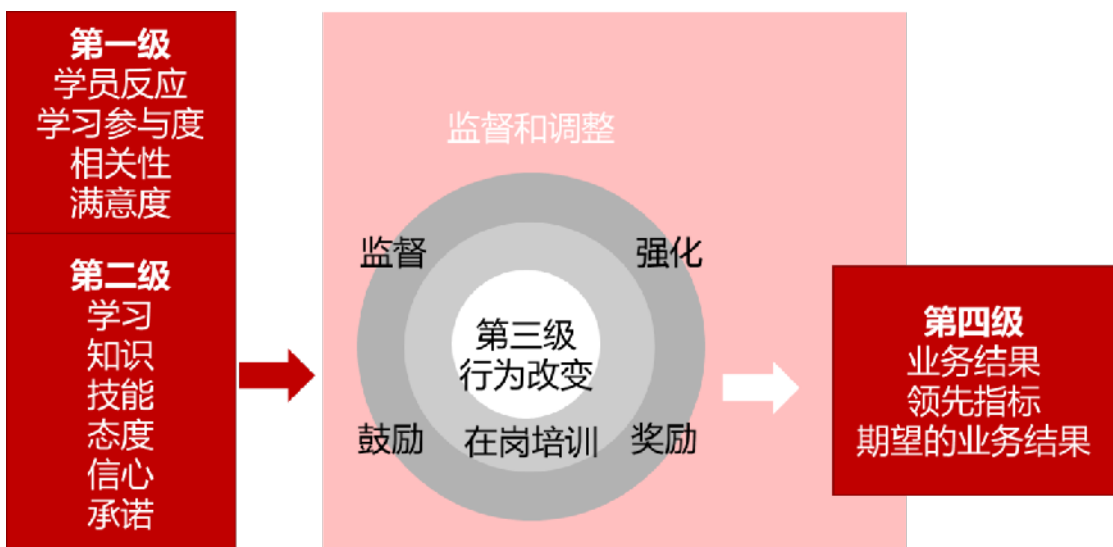 第一级
学员反应
学习参与度
相关性
满意度
第二级
学习
知识
技能
态度
信心
承诺
监督和调整
监督
强化
第三级
行为改变
鼓励
在岗培训
奖励
第四级
业务结果
领先指标
期望的业务结果